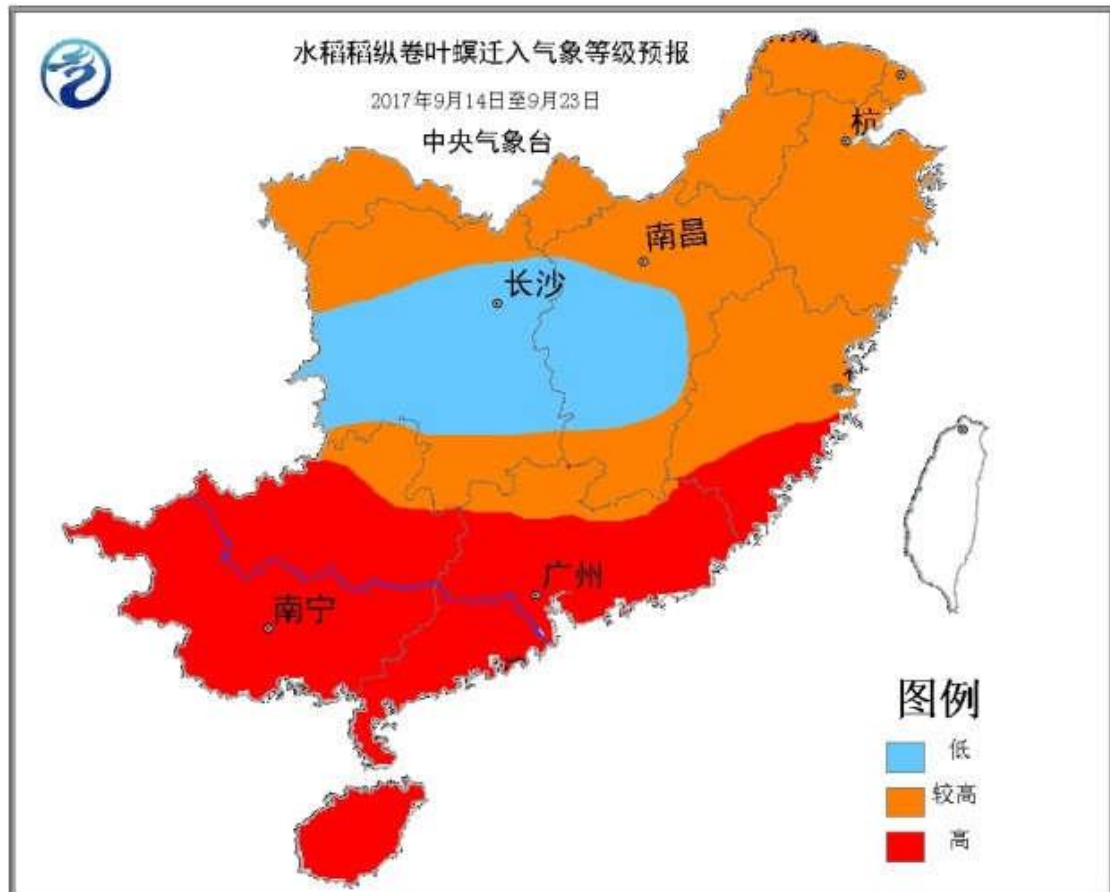 水稻稻纵卷叶螟迁入气象等级预报
2017年9月14日至9月23日
中央气象台
杭
南昌
长沙
广州
南宁
图例
低
较高
高